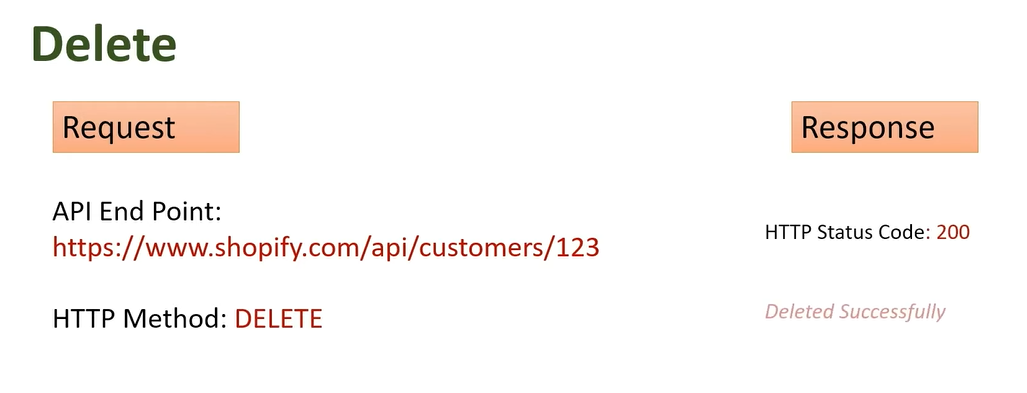 Delete
Request
Response
API End Point:
https://www.shopify.com/api/customers/123
HTTP Method: DELETE
HTTP Status Code: 200
Deleted Successfully